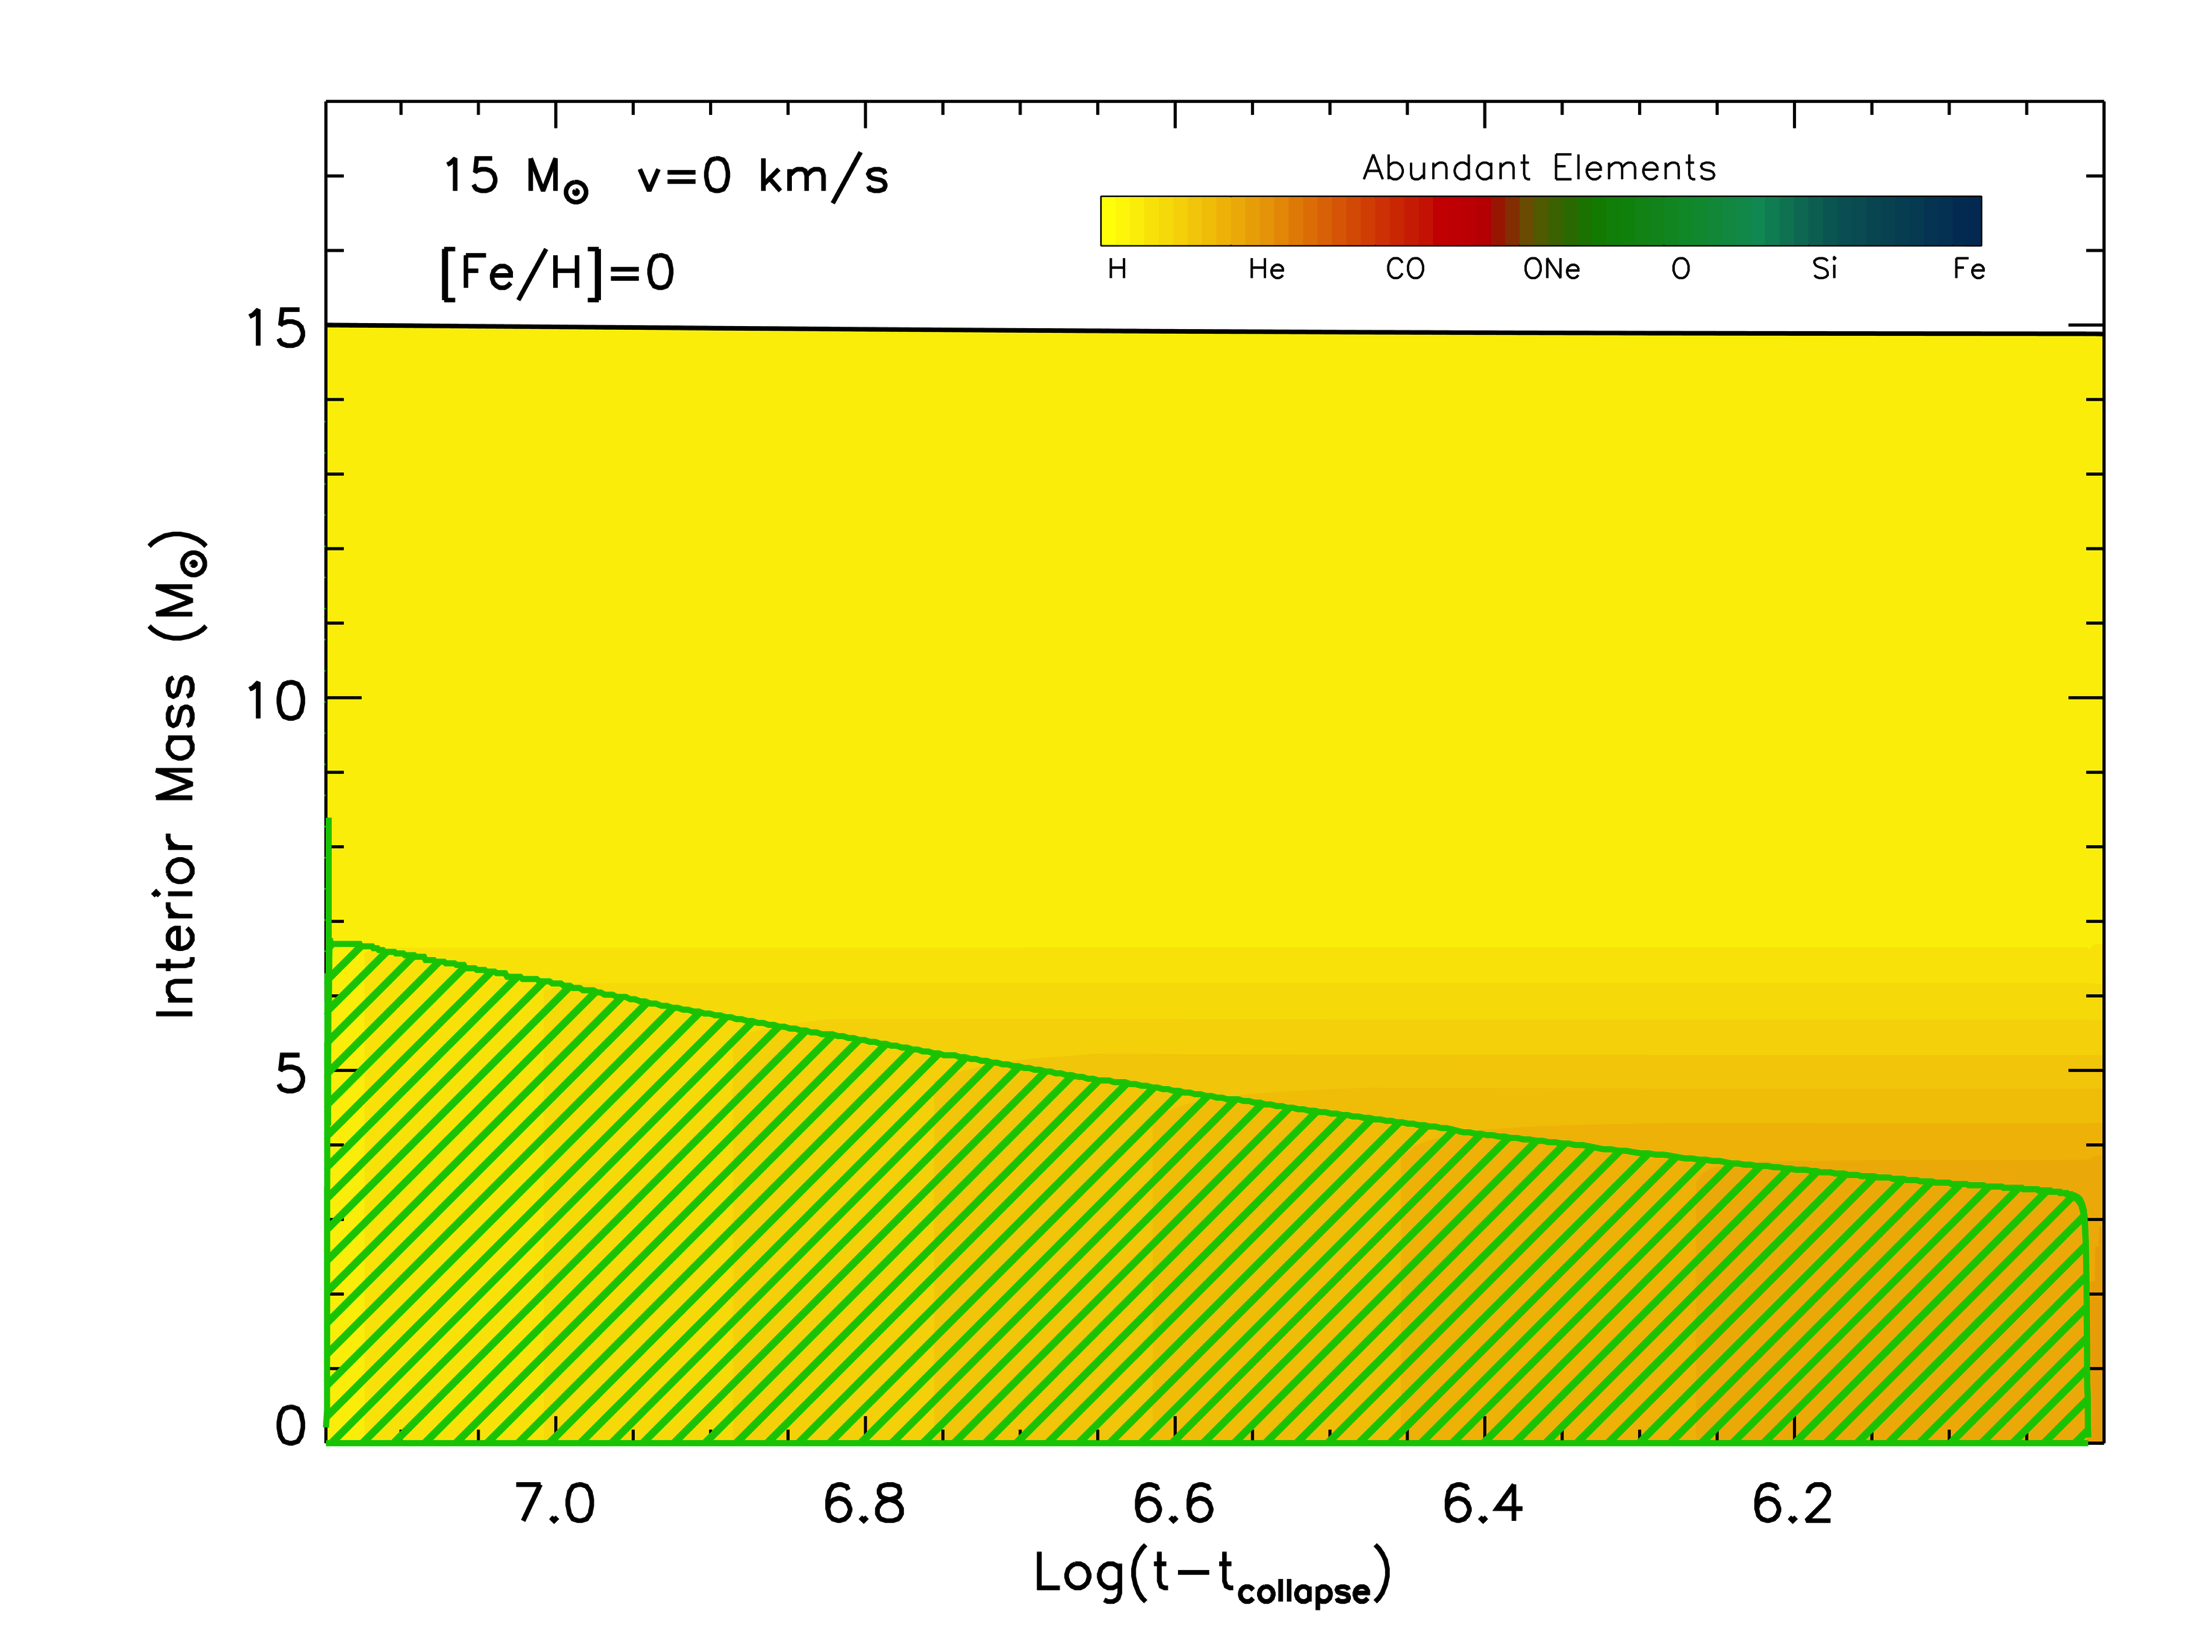 15 M⊙ v=0 km/s
[Fe/H]=0
Abundant Elements
H He CO ONe O Si Fe
Interior Mass (M⊙)
15
10
5
0
7.0 6.8 6.6 6.4 6.2
Log(t−tcollapse)